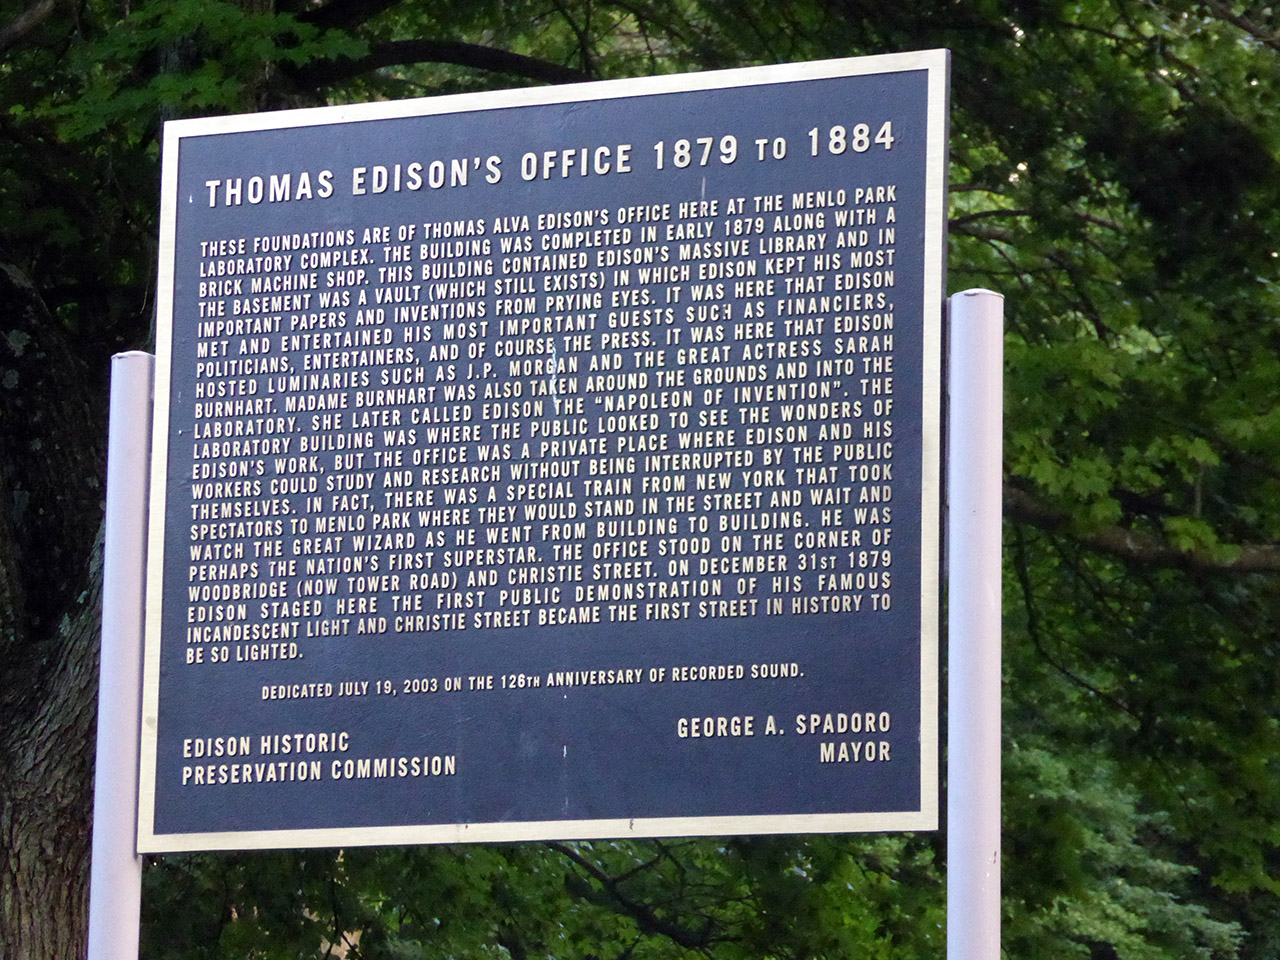 THOMAS EDISON'S OFFICE 1879 TO 1884
THESE FOUNDATIONS ARE OF THOMAS ALVA EDISON'S OFFICE HERE AT THE MENLO PARK
LABORATORY COMPLEX. THE BUILDING WAS COMPLETED IN EARLY 1879 ALONG WITH A
BRICK MACHINE SHOP. THIS BUILDING CONTAINED EDISON'S MASSIVE LIBRARY AND IN
THE BASEMENT WAS A VAULT (WHICH STILL EXISTS) IN WHICH EDISON KEPT HIS MOST
IMPORTANT PAPERS AND INVENTIONS FROM PRYING EYES. IT WAS HERE THAT EDISON
MET AND ENTERTAINED HIS MOST IMPORTANT GUESTS SUCH AS FINANCIERS,
POLITICIANS, ENTERTAINERS, AND OF COURSE THE PRESS. IT WAS HERE THAT EDISON
HOSTED LUMINARIES SUCH AS J.P. MORGAN AND THE GREAT ACTRESS SARAH
BURNHART. MADAME BURNHART WAS ALSO TAKEN AROUND THE GROUNDS AND INTO THE
LABORATORY. SHE LATER CALLED EDISON THE "NAPOLEON OF INVENTION". THE
LABORATORY BUILDING WAS WHERE THE PUBLIC LOOKED TO SEE THE WONDERS OF
EDISON'S WORK, BUT THE OFFICE WAS A PRIVATE PLACE WHERE EDISON AND HIS
WORKERS COULD STUDY AND RESEARCH WITHOUT BEING INTERRUPTED BY THE PUBLIC
THEMSELVES. IN FACT, THERE WAS A SPECIAL TRAIN FROM NEW YORK THAT TOOK
SPECTATORS TO MENLO PARK WHERE THEY WOULD STAND IN THE STREET AND WAIT AND
WATCH THE GREAT WIZARD AS HE WENT FROM BUILDING TO BUILDING. HE WAS
PERHAPS THE NATION'S FIRST SUPERSTAR. THE OFFICE STOOD ON THE CORNER OF
WOODBRIDGE (NOW TOWER ROAD) AND CHRISTIE STREET. ON DECEMBER 31ST 1879
EDISON STAGED HERE THE FIRST PUBLIC DEMONSTRATION OF HIS FAMOUS
INCANDESCENT LIGHT AND CHRISTIE STREET BECAME THE FIRST STREET IN HISTORY TO
BE SO LIGHTED.
DEDICATED JULY 19, 2003 ON THE 126TH ANNIVERSARY OF RECORDED SOUND.
EDISON HISTORIC
PRESERVATION COMMISSION
GEORGE A. SPADORO
MAYOR